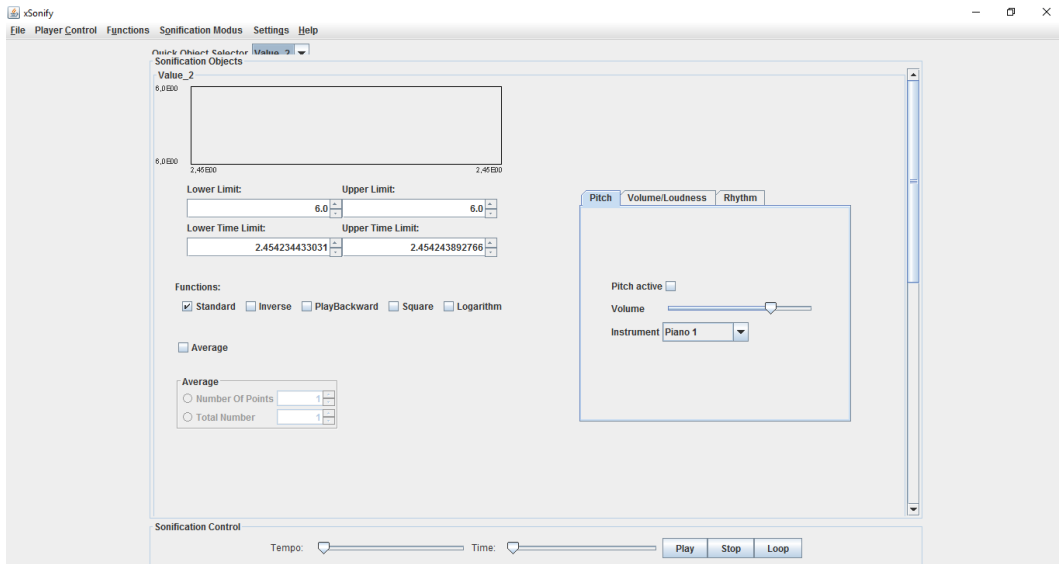 xSonify
File Player Control Functions Sonification Modus Settings Help
Quick Object Selector Value_2
Sonification Objects
Value_2
6,0E00
6,0E00
2,45E00 2,45E00
Lower Limit: Upper Limit:
6.0 6.0
Lower Time Limit: Upper Time Limit:
2.454234433031 2.454243892766
Functions:
Standard Inverse PlayBackward Square Logarithm
Average
Average
Number Of Points 1
Total Number 1
Pitch Volume/Loudness Rhythm
Pitch active
Volume
Instrument Piano 1
Sonification Control
Tempo: Time: Play Stop Loop